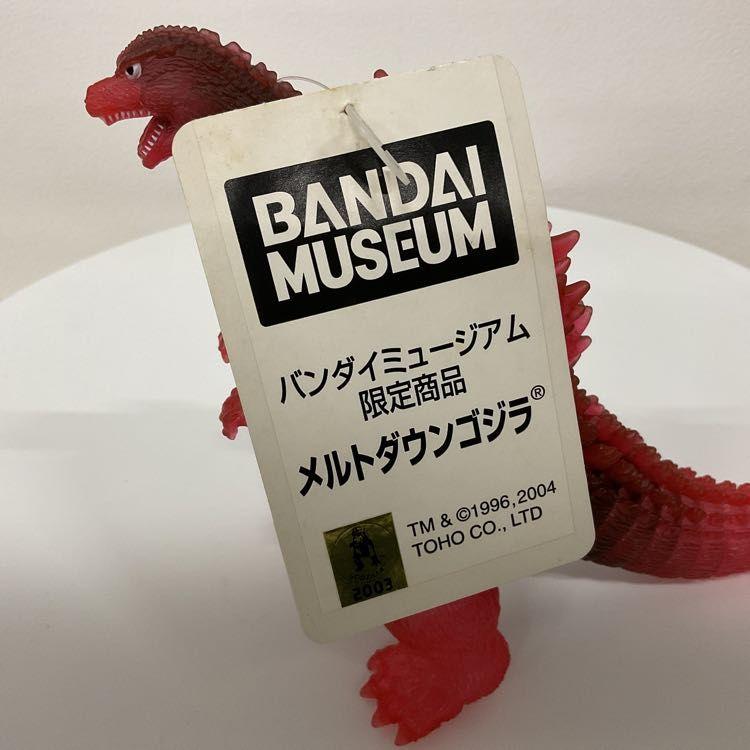 BANDAI
MUSEUM
バンダイミュージアム
限定商品
メルトダウンゴジラ®
TM & ©1996,2004
TOHO CO., LTD
2003